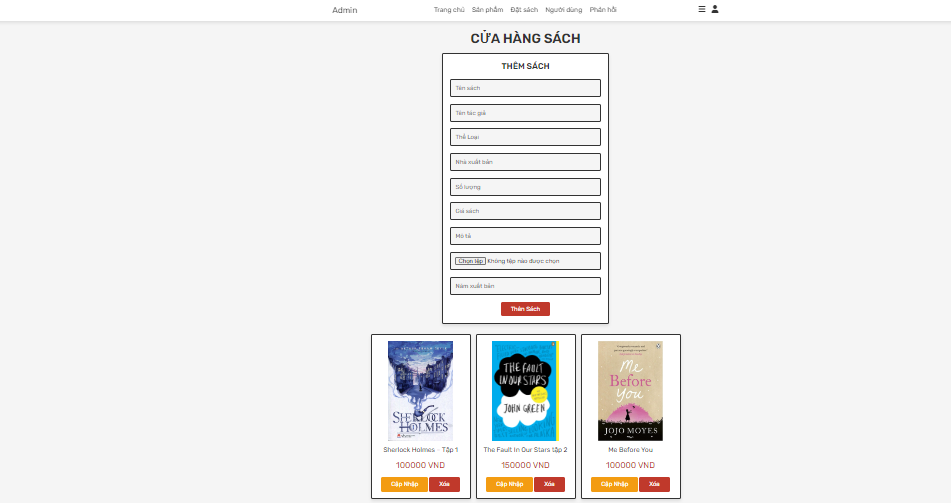 Admin
Trang chủ Sản phẩm Đặt sách Người dùng Phản hồi
CỬA HÀNG SÁCH
THÊM SÁCH
Tên sách
Tên tác giả
Thể Loại
Nhà xuất bản
Số lượng
Giá sách
Mô tả
Chọn tệp Không tệp nào được chọn
Năm xuất bản
Thêm Sách
SHERLOCK
HOLMES
THE FAULT
IN OUR STARS
JOHN GREEN
Me
Before
You
JOJO MOYES
Sherlock Holmes - Tập 1
The Fault In Our Stars tập 2
Me Before You
100000 VND
150000 VND
100000 VND
Cập Nhập Xóa
Cập Nhập Xóa
Cập Nhập Xóa